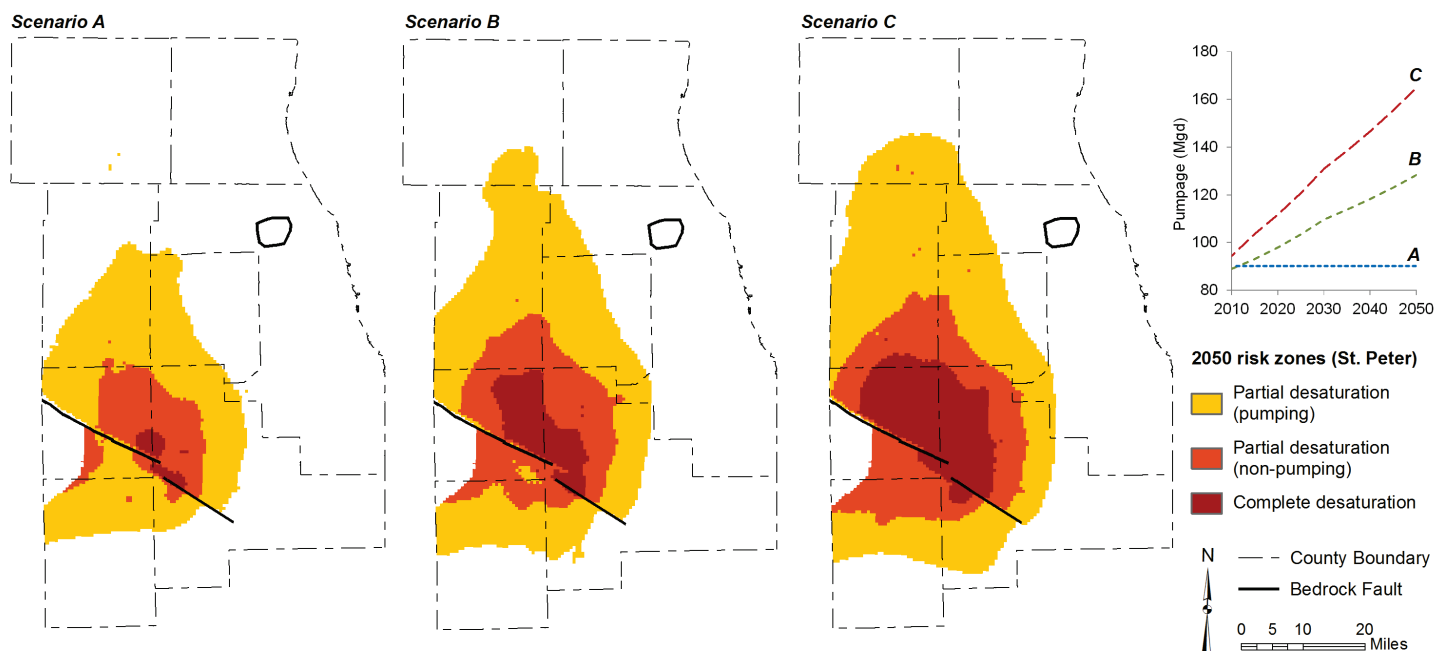 Scenario A
Scenario B
Scenario C
180
160
140
120
100
80
Pumpage (Mgd)
C
B
A
2010 2020 2030 2040 2050
2050 risk zones (St. Peter)
Partial desaturation
(pumping)
Partial desaturation
(non-pumping)
Complete desaturation
N
County Boundary
Bedrock Fault
0 5 10 20
Miles